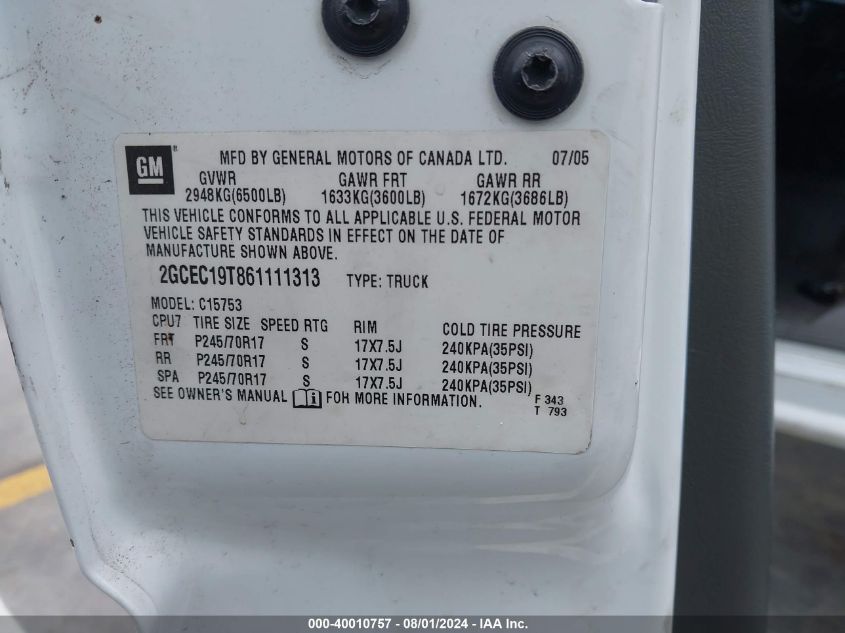 GM ® MFD BY GENERAL MOTORS OF CANADA LTD. 07/05
GVWR GAWR FRT GAWR RR
2948KG(6500LB) 1633KG(3600LB) 1672KG(3686LB)
THIS VEHICLE CONFORMS TO ALL APPLICABLE U.S. FEDERAL MOTOR
VEHICLE SAFETY STANDARDS IN EFFECT ON THE DATE OF
MANUFACTURE SHOWN ABOVE.
2GCEC19T861111313 TYPE: TRUCK
MODEL: C15753
CPU7 TIRE SIZE SPEED RTG RIM COLD TIRE PRESSURE
FRT P245/70R17 S 17X7.5J 240KPA(35PSI)
RR P245/70R17 S 17X7.5J 240KPA(35PSI)
SPA P245/70R17 S 17X7.5J 240KPA(35PSI)
SEE OWNER'S MANUAL i FOR MORE INFORMATION. F 343
T 793
000-40010757 - 08/01/2024 - IAA Inc.